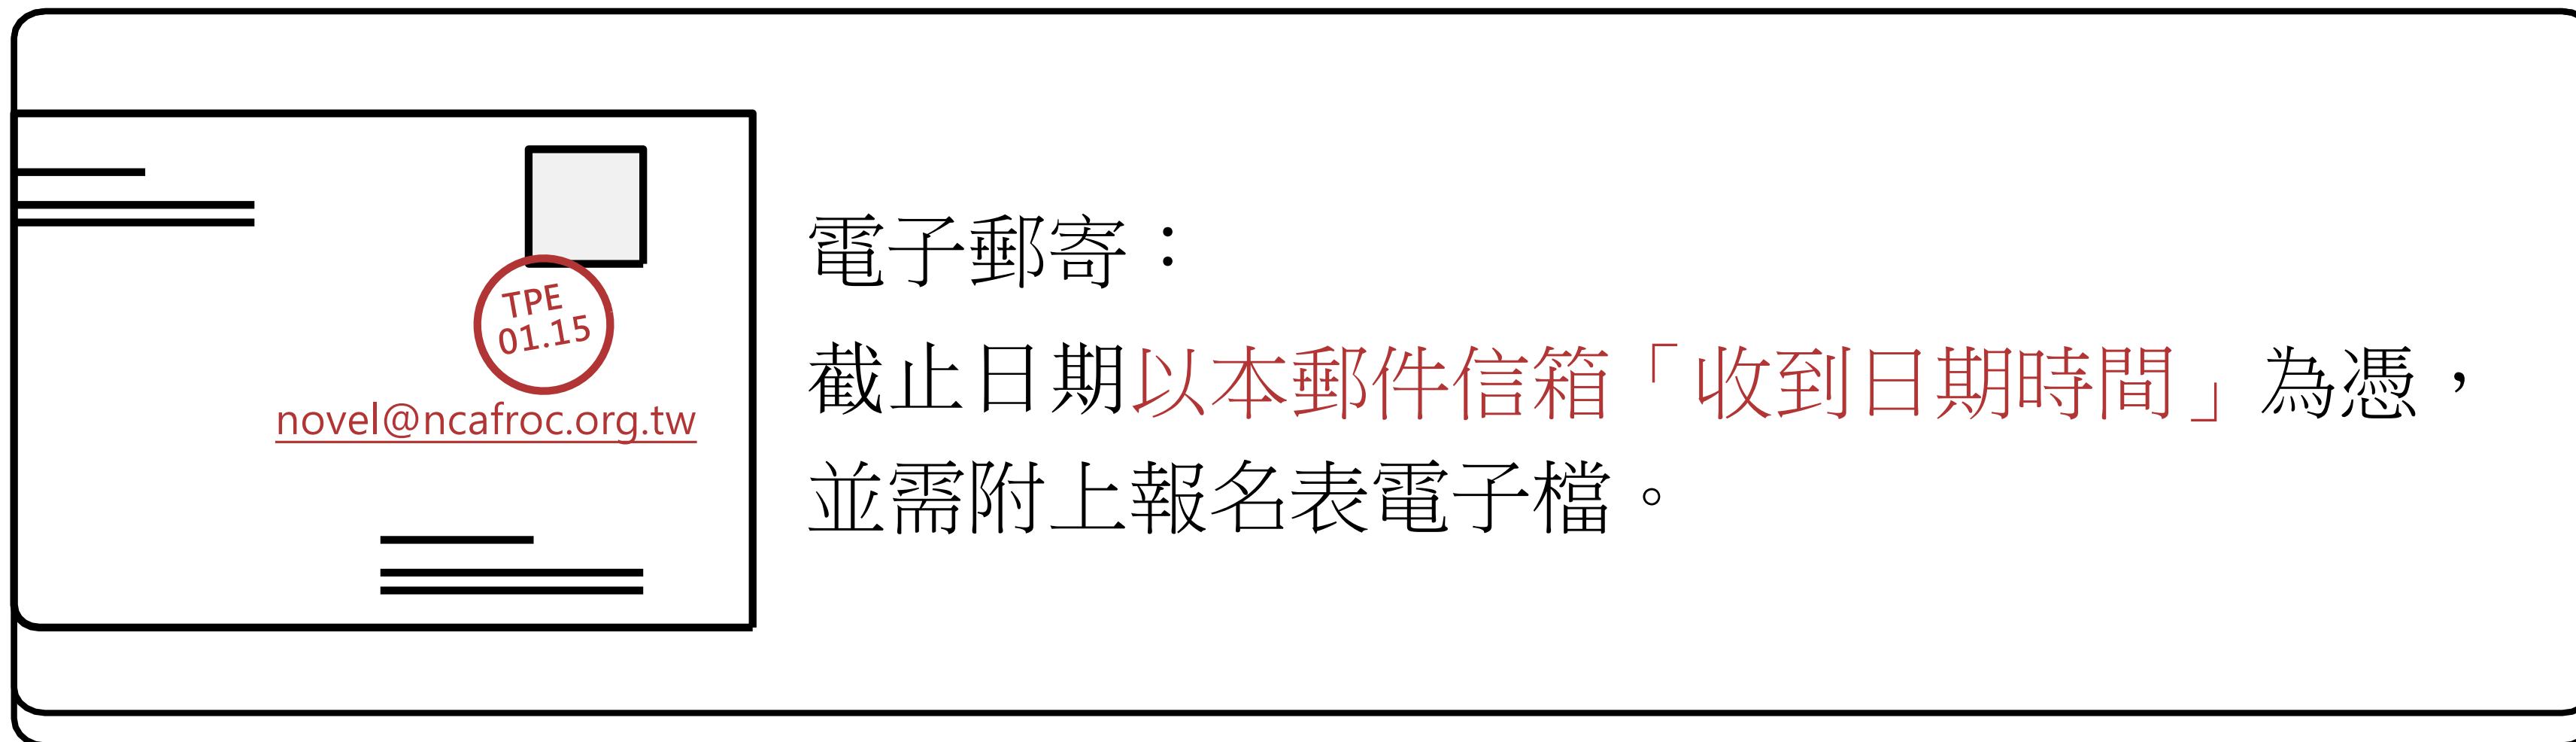 TPE
01.15
novel@ncafroc.org.tw
電子郵寄：
截止日期以本郵件信箱「收到日期時間」為憑，
並需附上報名表電子檔。